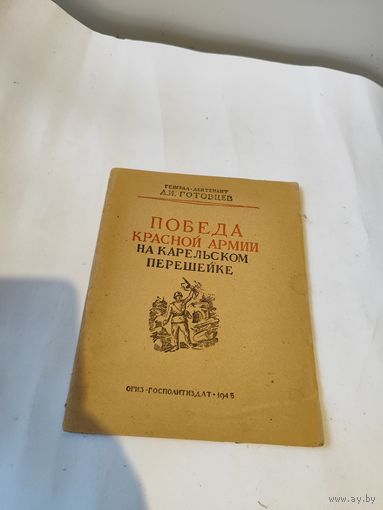 ГЕНЕРАЛ-ЛЕЙТЕНАНТ
А.И. ГОТОВЦЕВ
ПОБЕДА
КРАСНОЙ АРМИИ
НА КАРЕЛЬСКОМ
ПЕРЕШЕЙКЕ
ОГИЗ-ГОСПОЛИТИЗДАТ • 1945
www.ay.by